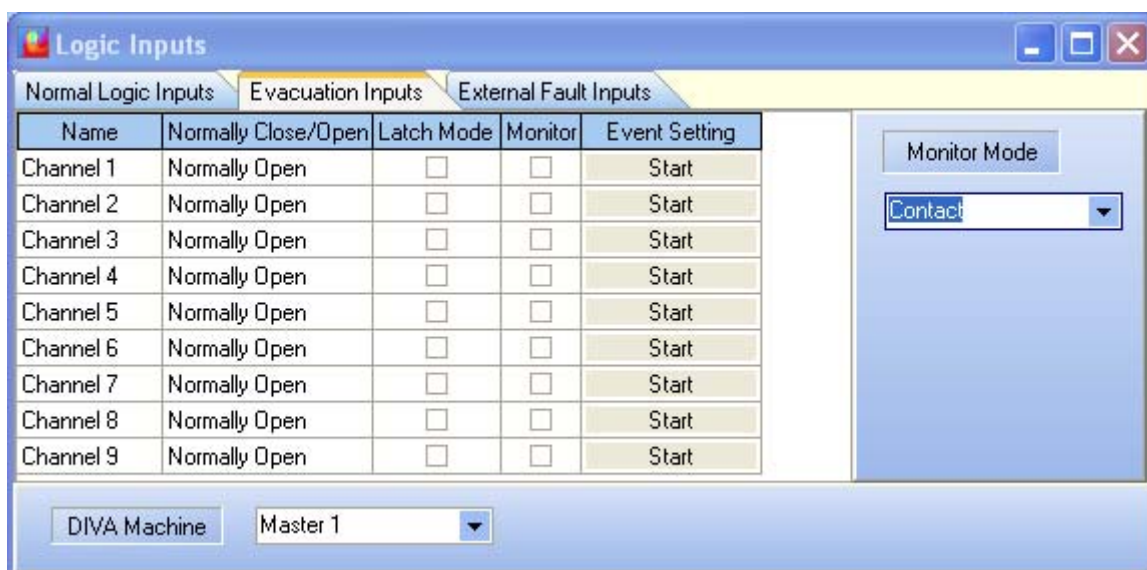 Logic Inputs
Normal Logic Inputs Evacuation Inputs External Fault Inputs
Name Normally Close/Open Latch Mode Monitor Event Setting
Channel 1 Normally Open Start
Channel 2 Normally Open Start
Channel 3 Normally Open Start
Channel 4 Normally Open Start
Channel 5 Normally Open Start
Channel 6 Normally Open Start
Channel 7 Normally Open Start
Channel 8 Normally Open Start
Channel 9 Normally Open Start
Monitor Mode
Contact
DIVA Machine Master 1